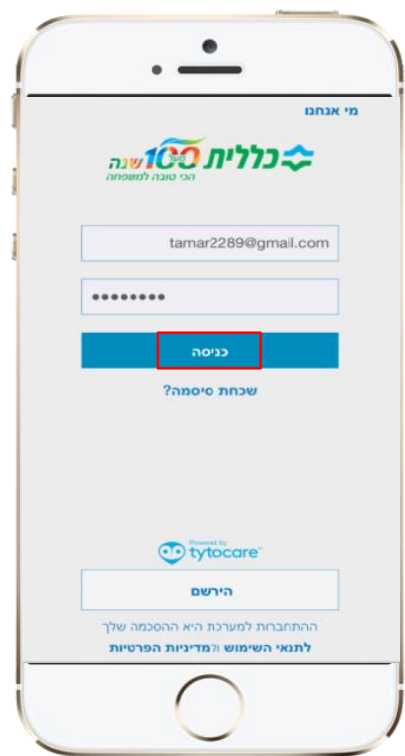 מי אנחנו
כללית מעל 100 שנה
הכי טובה למשפחה
tamar2289@gmail.com
••••••••
כניסה
שכחת סיסמה?
Powered by
tytocare
הירשם
ההתחברות למערכת היא ההסכמה שלך
לתנאי השימוש ולמדיניות הפרטיות